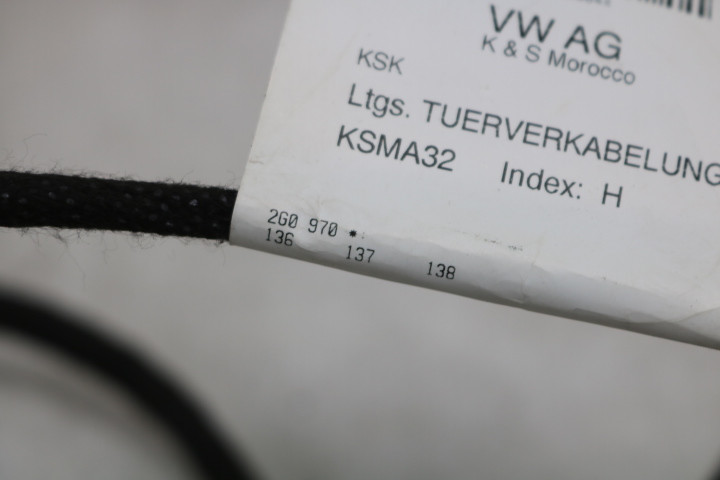 VW AG
K & S Morocco
KSK
Ltgs. TUERVERKABELUNG
KSMA32 Index: H
2G0 970 *
136 137 138